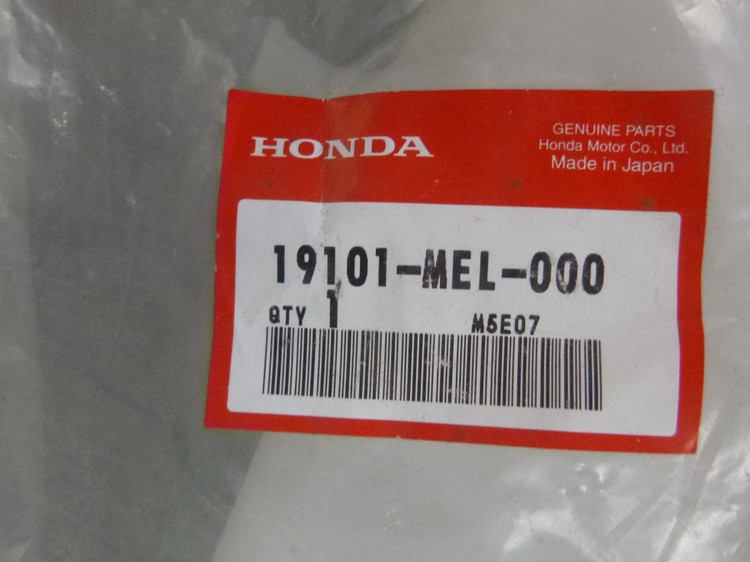 HONDA
GENUINE PARTS
Honda Motor Co., Ltd.
Made in Japan
19101-MEL-000
QTY 1 M5E07